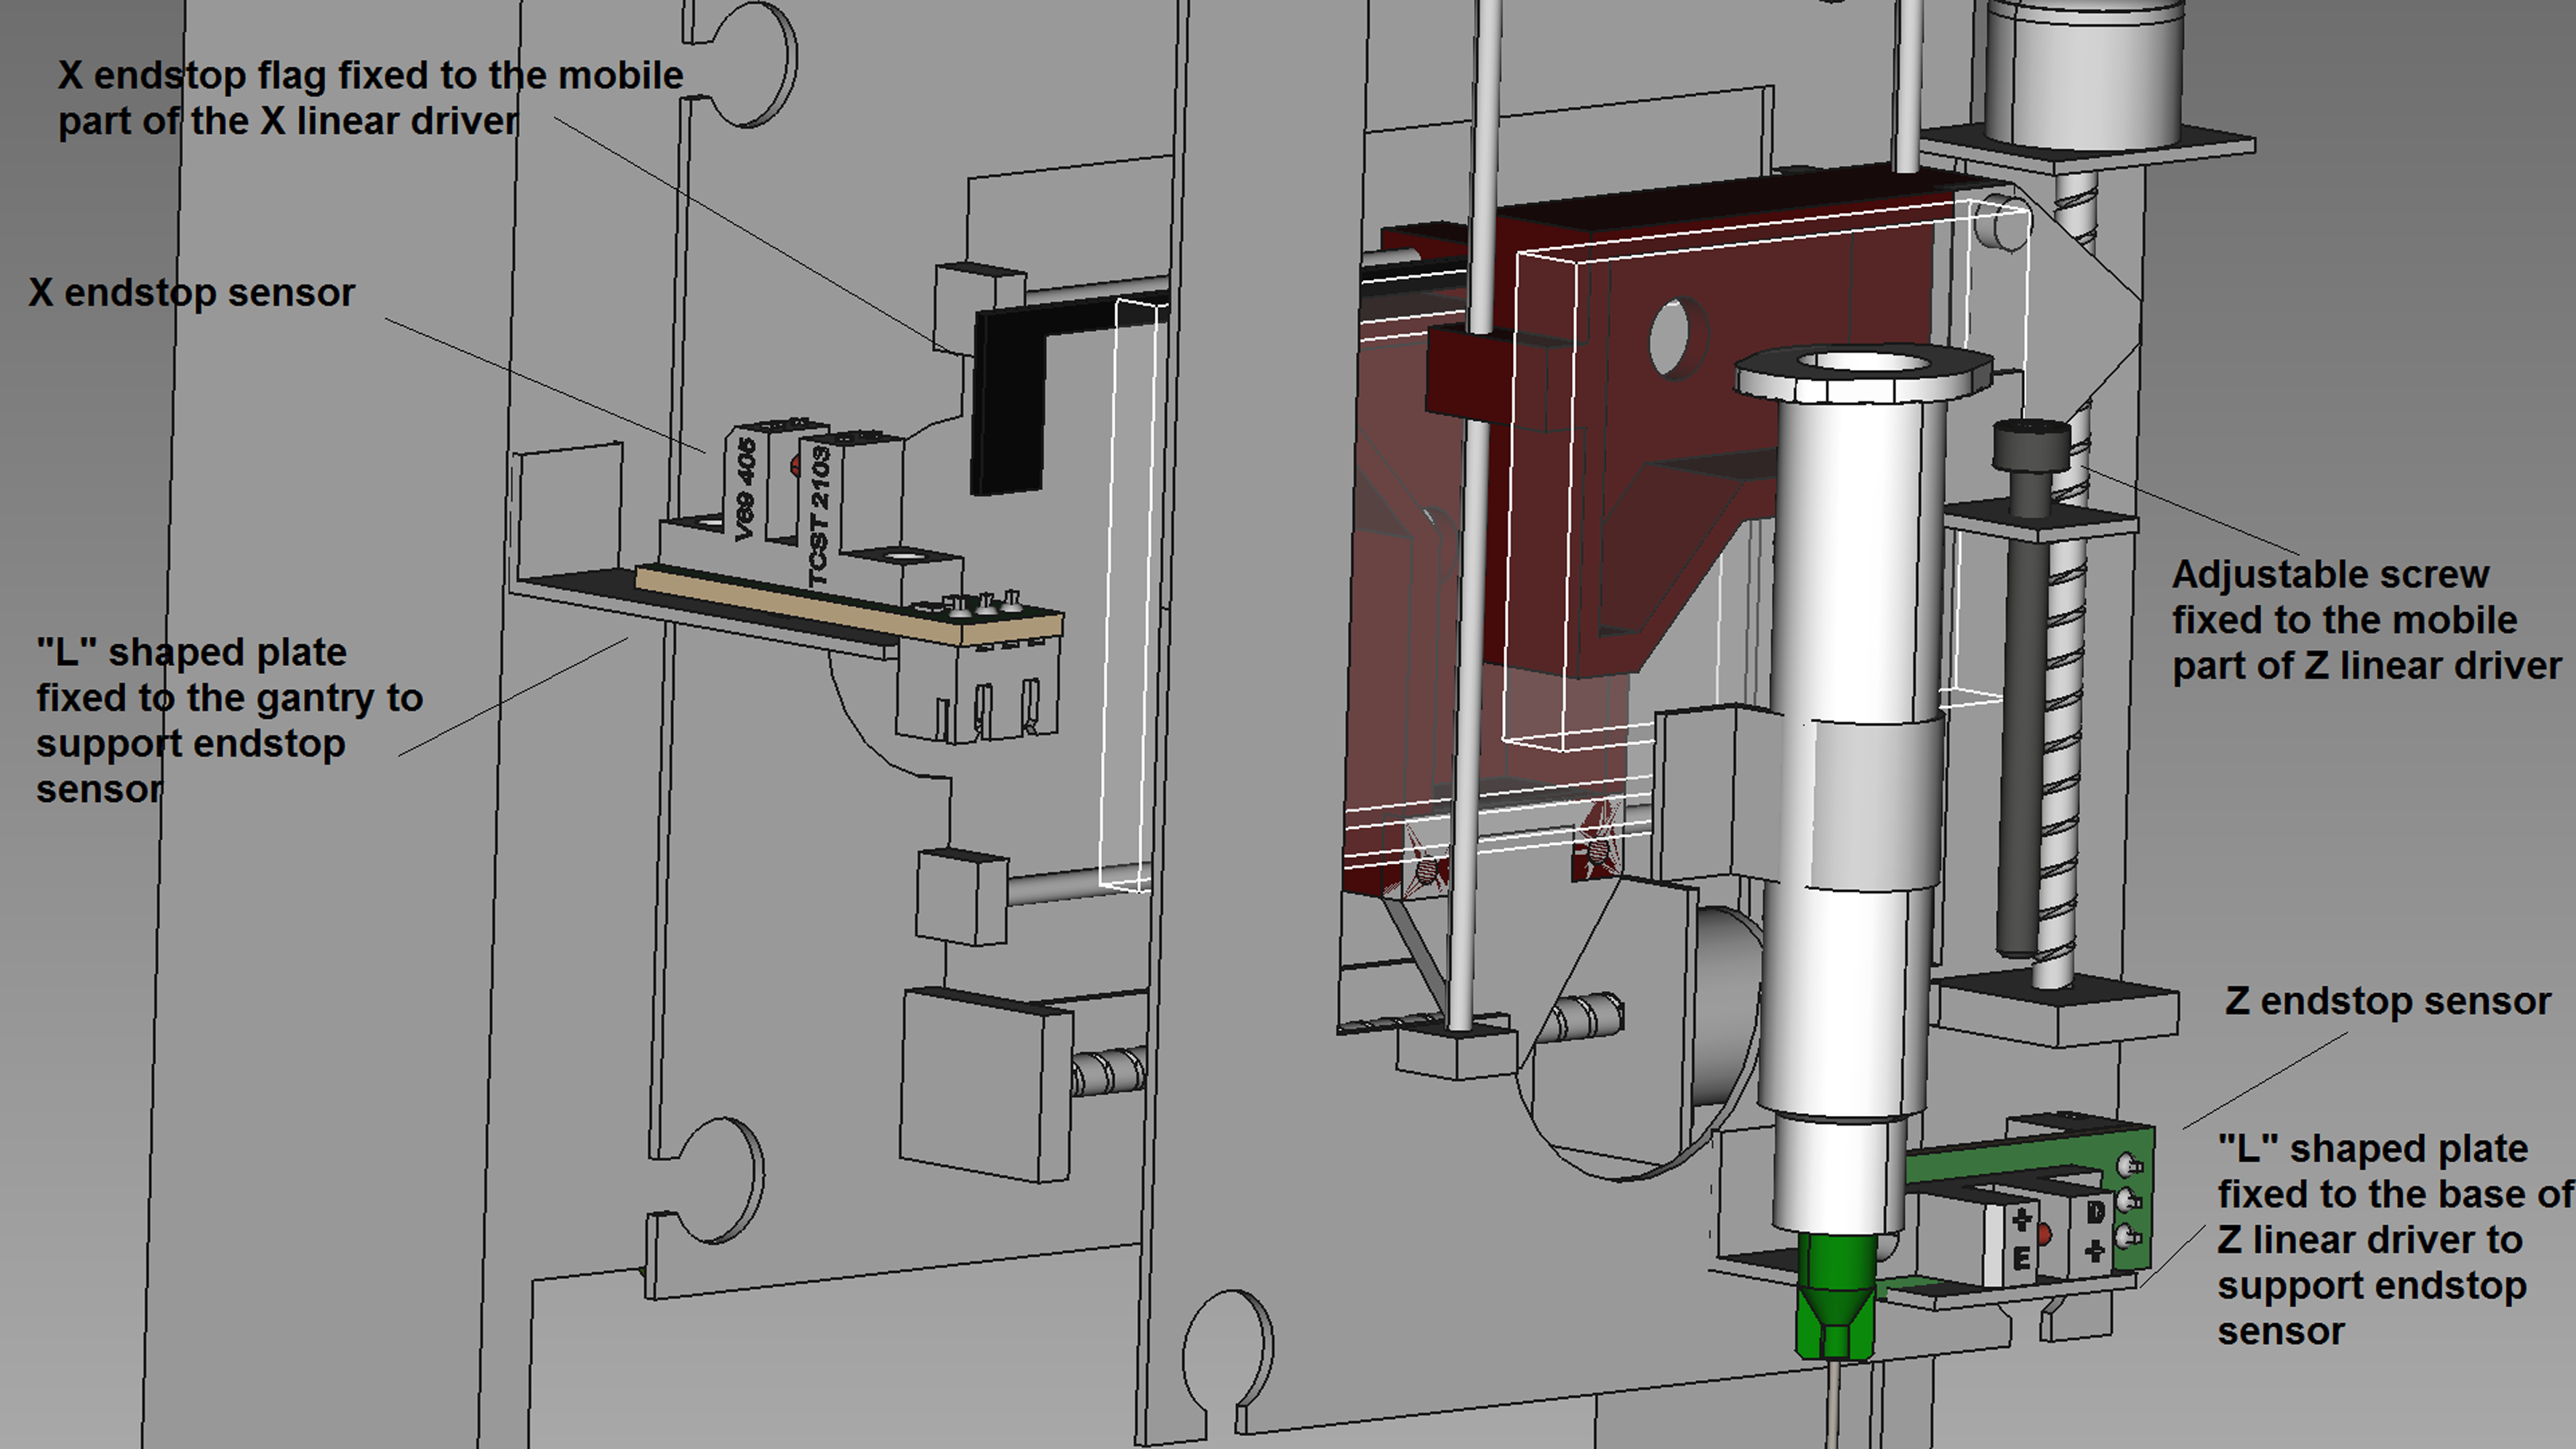 X endstop flag fixed to the mobile
part of the X linear driver
X endstop sensor
V69 405
TCST 2103
"L" shaped plate
fixed to the gantry to
support endstop
sensor
Adjustable screw
fixed to the mobile
part of Z linear driver
Z endstop sensor
"L" shaped plate
fixed to the base of
Z linear driver to
support endstop
sensor
+ D
E +